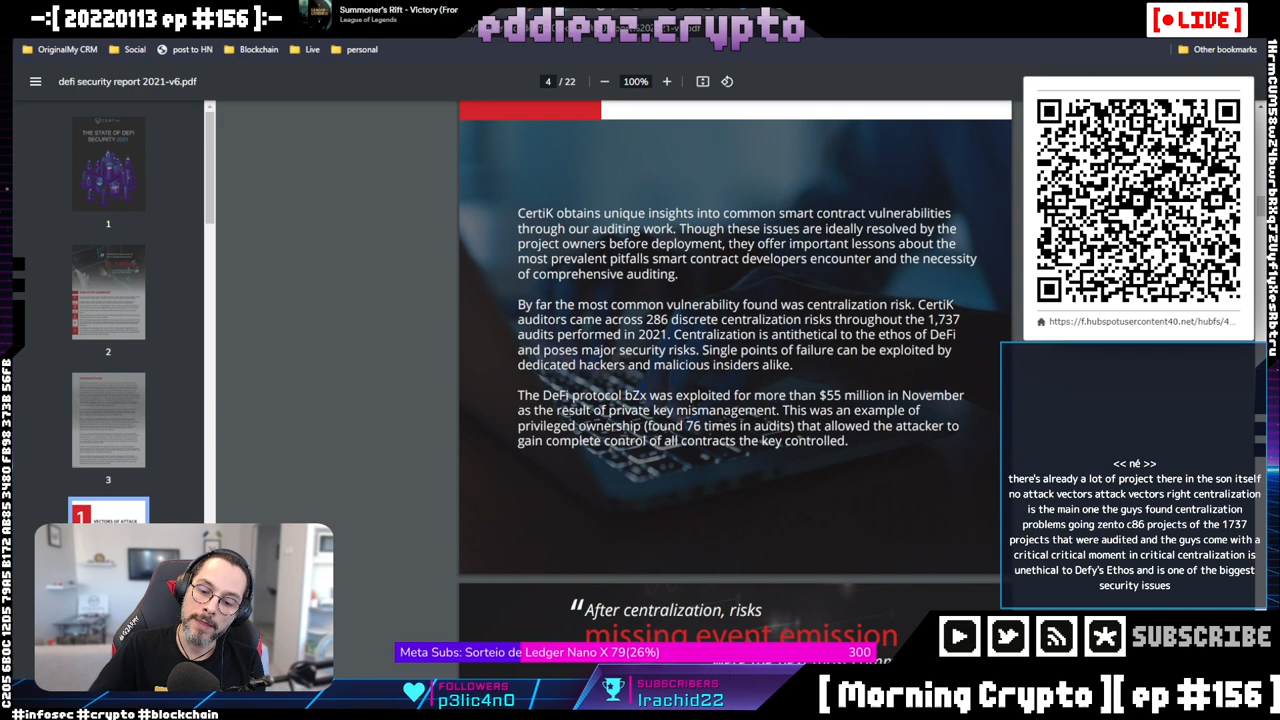 -:[ 20220113 ep #156 ]:-
Summoner's Rift - Victory (Fror
League of Legends
eddieoz.crypto
[● LIVE]
OriginalMy CRM
Social
post to HN
Blockchain
Live
personal
Other bookmarks
defi security report 2021-v6.pdf
4 / 22
100%
CERTIK
THE STATE OF DEFI
SECURITY 2021
1
2
3
1
VECTORS OF ATTACK
CertiK obtains unique insights into common smart contract vulnerabilities
through our auditing work. Though these issues are ideally resolved by the
project owners before deployment, they offer important lessons about the
most prevalent pitfalls smart contract developers encounter and the necessity
of comprehensive auditing.
By far the most common vulnerability found was centralization risk. CertiK
auditors came across 286 discrete centralization risks throughout the 1,737
audits performed in 2021. Centralization is antithetical to the ethos of DeFi
and poses major security risks. Single points of failure can be exploited by
dedicated hackers and malicious insiders alike.
The DeFi protocol bZx was exploited for more than $55 million in November
as the result of private key mismanagement. This was an example of
privileged ownership (found 76 times in audits) that allowed the attacker to
gain complete control of all contracts the key controlled.
“After centralization, risks
missing event emission
https://f.hubspotusercontent40.net/hubfs/4...
<< né >>
there's already a lot of project there in the son itself
no attack vectors attack vectors right centralization
is the main one the guys found centralization
problems going zento c86 projects of the 1737
projects that were audited and the guys come with a
critical critical moment in critical centralization is
unethical to Defy's Ethos and is one of the biggest
security issues
Meta Subs: Sorteio de Ledger Nano X 79(26%)
300
FOLLOWERS
p3lic4n0
SUBSCRIBERS
lrachid22
SUBSCRIBE
[ Morning Crypto ][ ep #156 ]
#infosec #crypto #blockchain